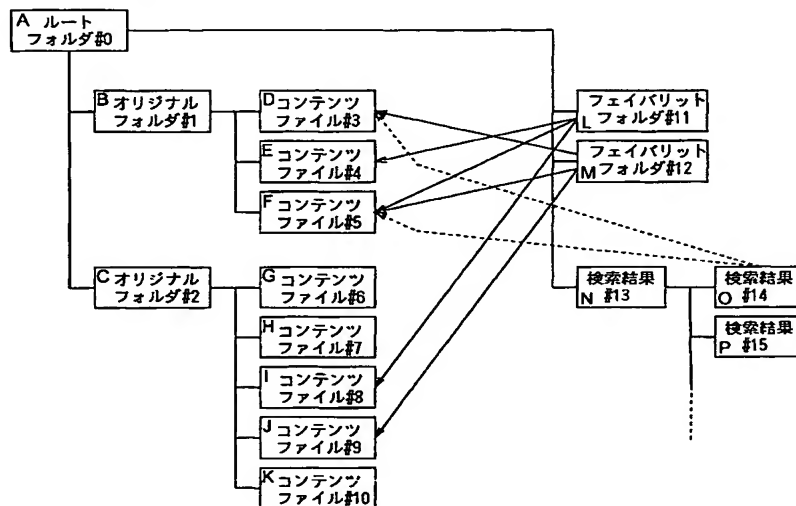 A ルート
フォルダ#0
B オリジナル
フォルダ#1
D コンテンツ
ファイル#3
E コンテンツ
ファイル#4
F コンテンツ
ファイル#5
C オリジナル
フォルダ#2
G コンテンツ
ファイル#6
H コンテンツ
ファイル#7
I コンテンツ
ファイル#8
J コンテンツ
ファイル#9
K コンテンツ
ファイル#10
フェイバリット
L フォルダ#11
フェイバリット
M フォルダ#12
検索結果
N #13
検索結果
O #14
検索結果
P #15